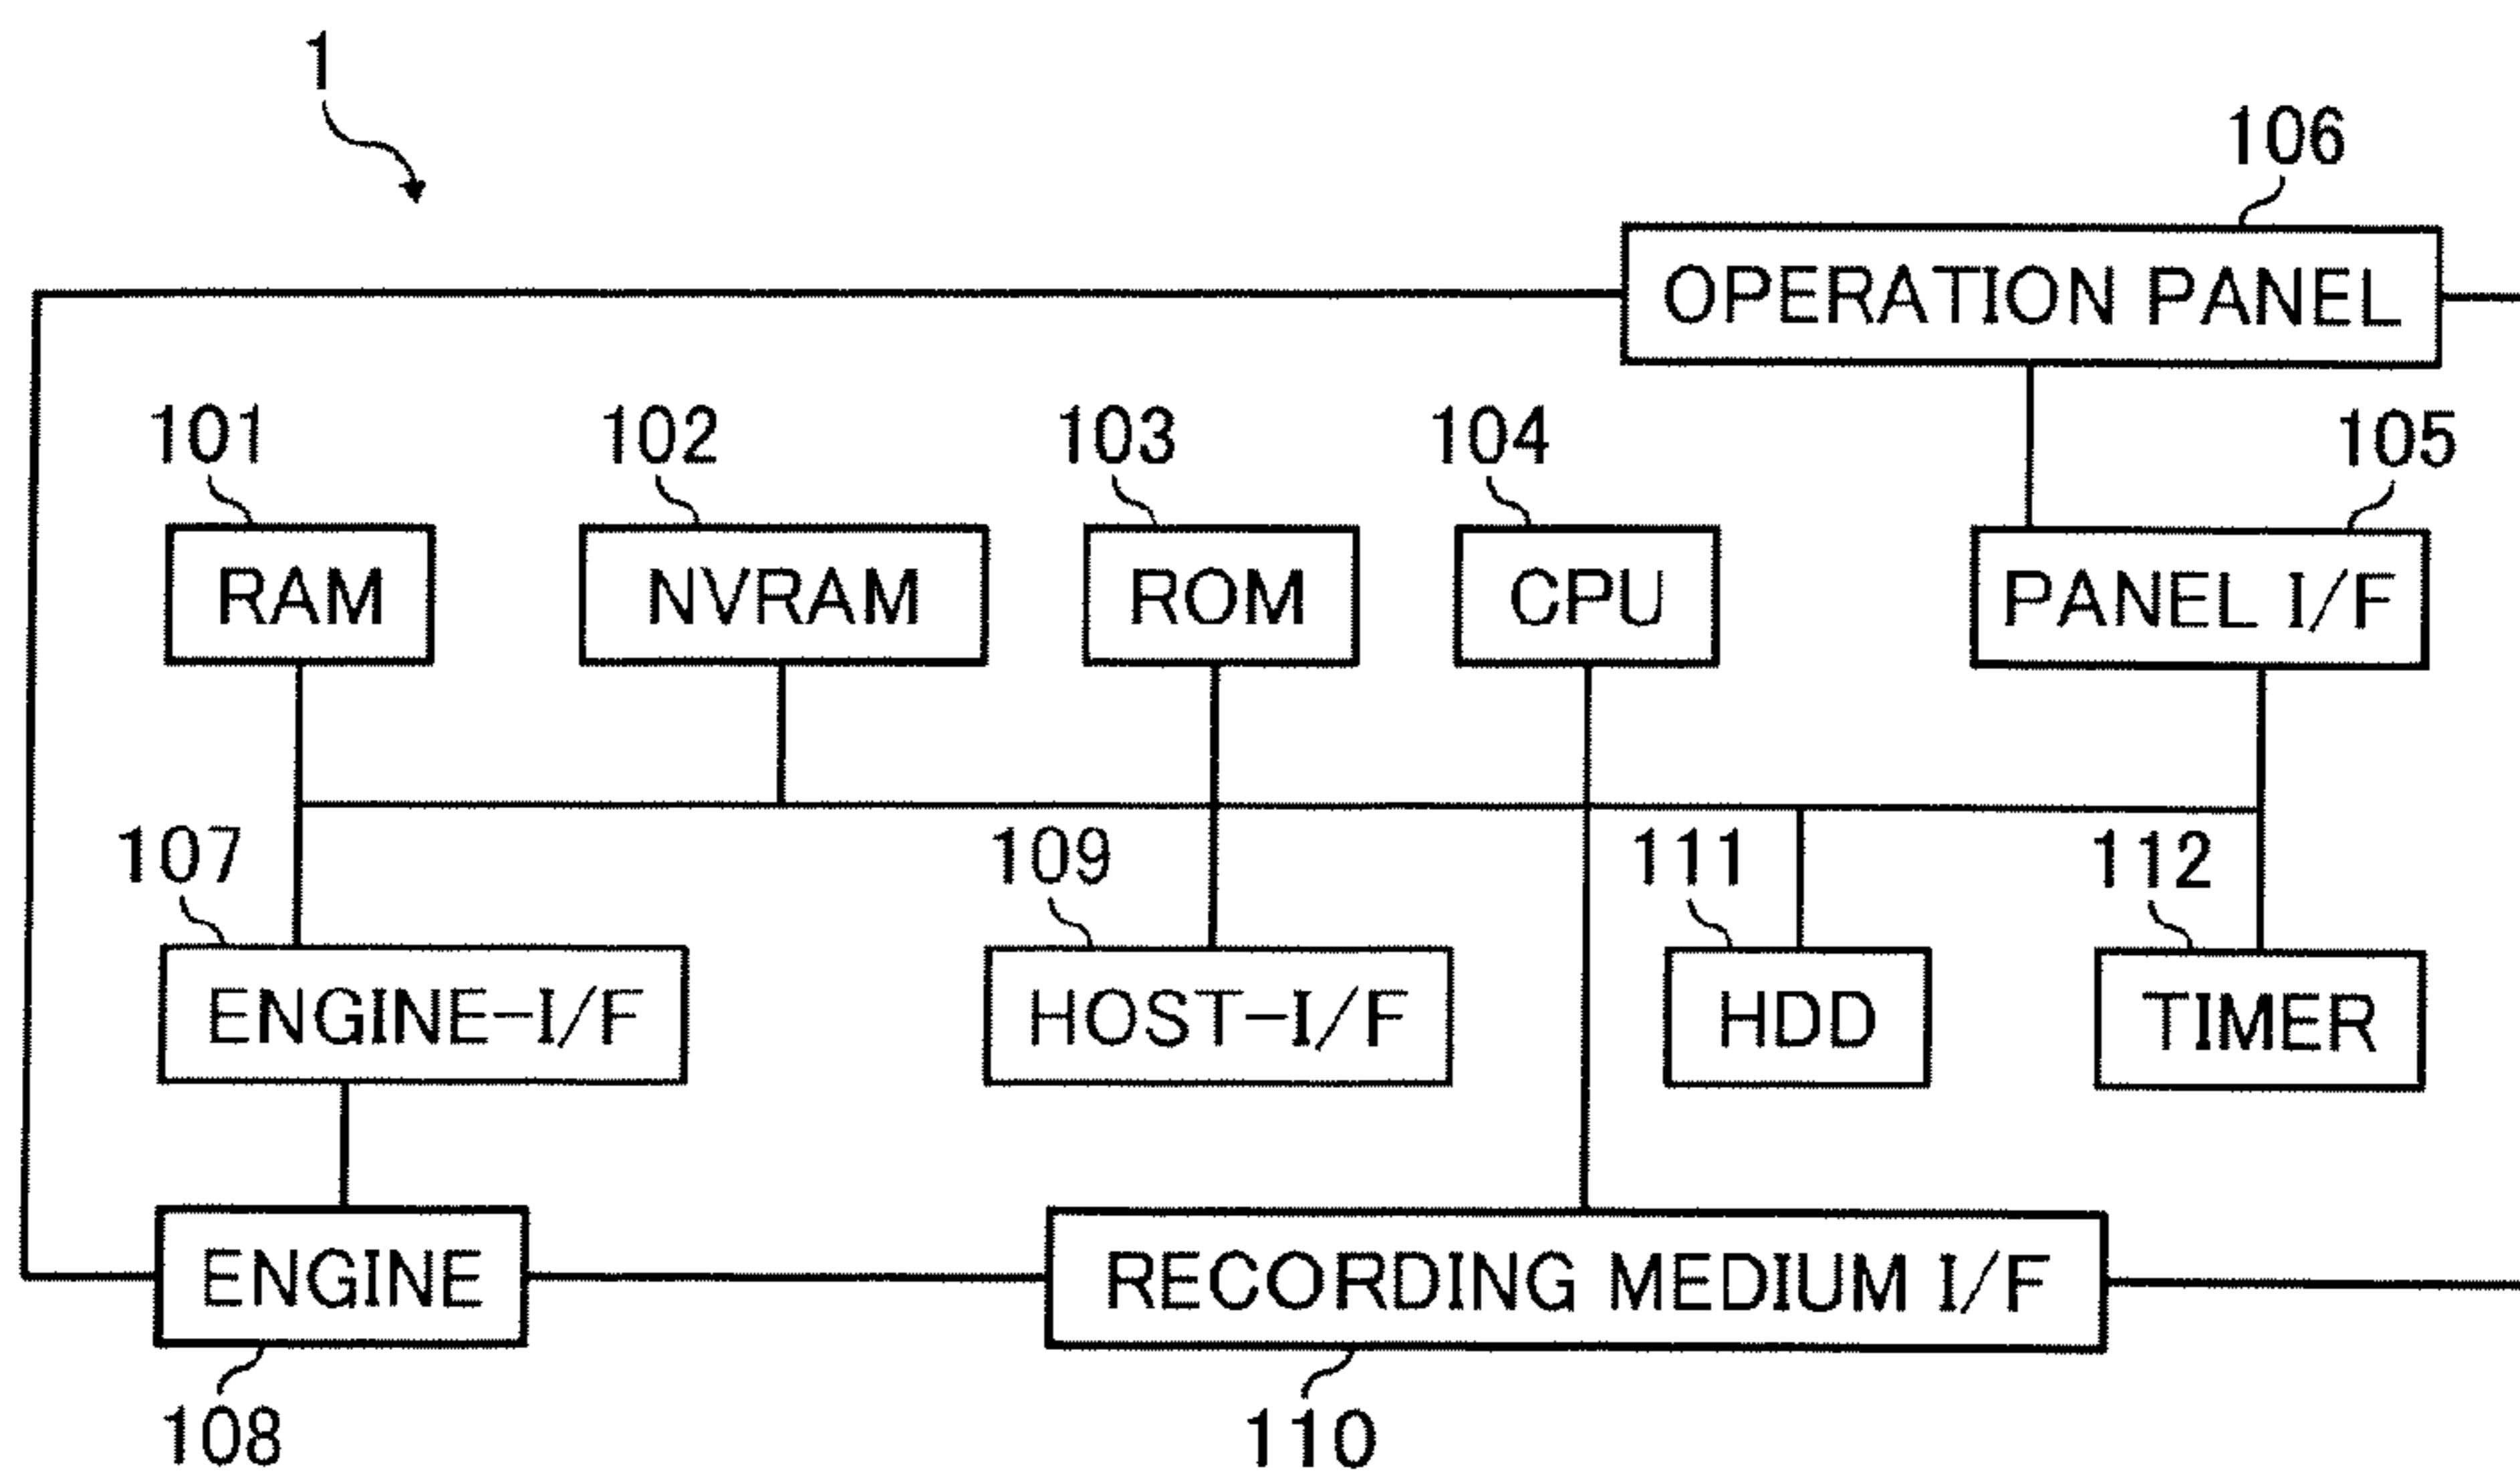 1
106
OPERATION PANEL
101
102
103
104
105
RAM
NVRAM
ROM
CPU
PANEL I/F
107
109
111
112
ENGINE-I/F
HOST-I/F
HDD
TIMER
ENGINE
RECORDING MEDIUM I/F
108
110